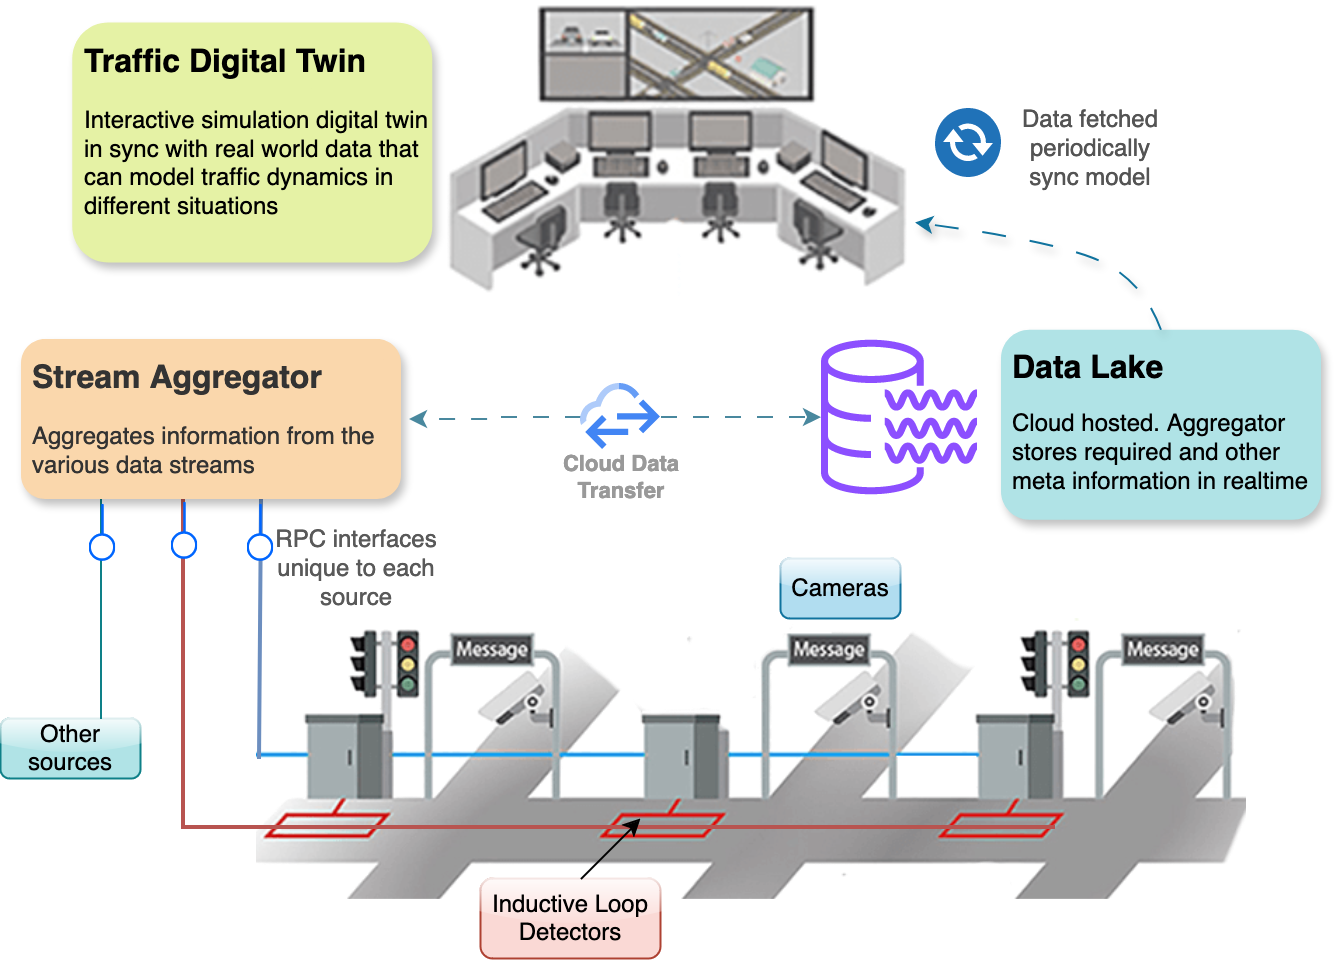 Traffic Digital Twin
Interactive simulation digital twin
in sync with real world data that
can model traffic dynamics in
different situations
Data fetched
periodically
sync model
Stream Aggregator
Aggregates information from the
various data streams
Cloud Data
Transfer
Data Lake
Cloud hosted. Aggregator
stores required and other
meta information in realtime
RPC interfaces
unique to each
source
Cameras
Message
Message
Message
Other
sources
Inductive Loop
Detectors